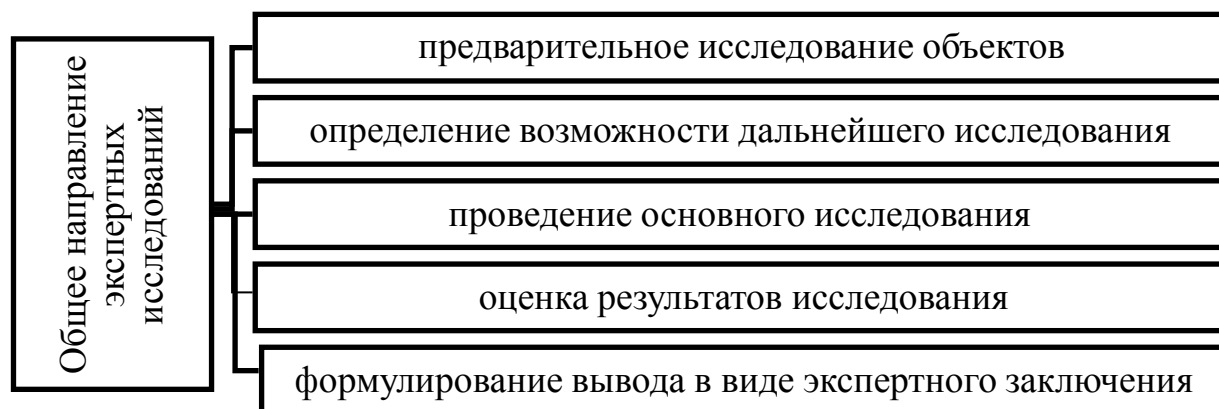 Общее направление
экспертных
исследований
предварительное исследование объектов
определение возможности дальнейшего исследования
проведение основного исследования
оценка результатов исследования
формулирование вывода в виде экспертного заключения